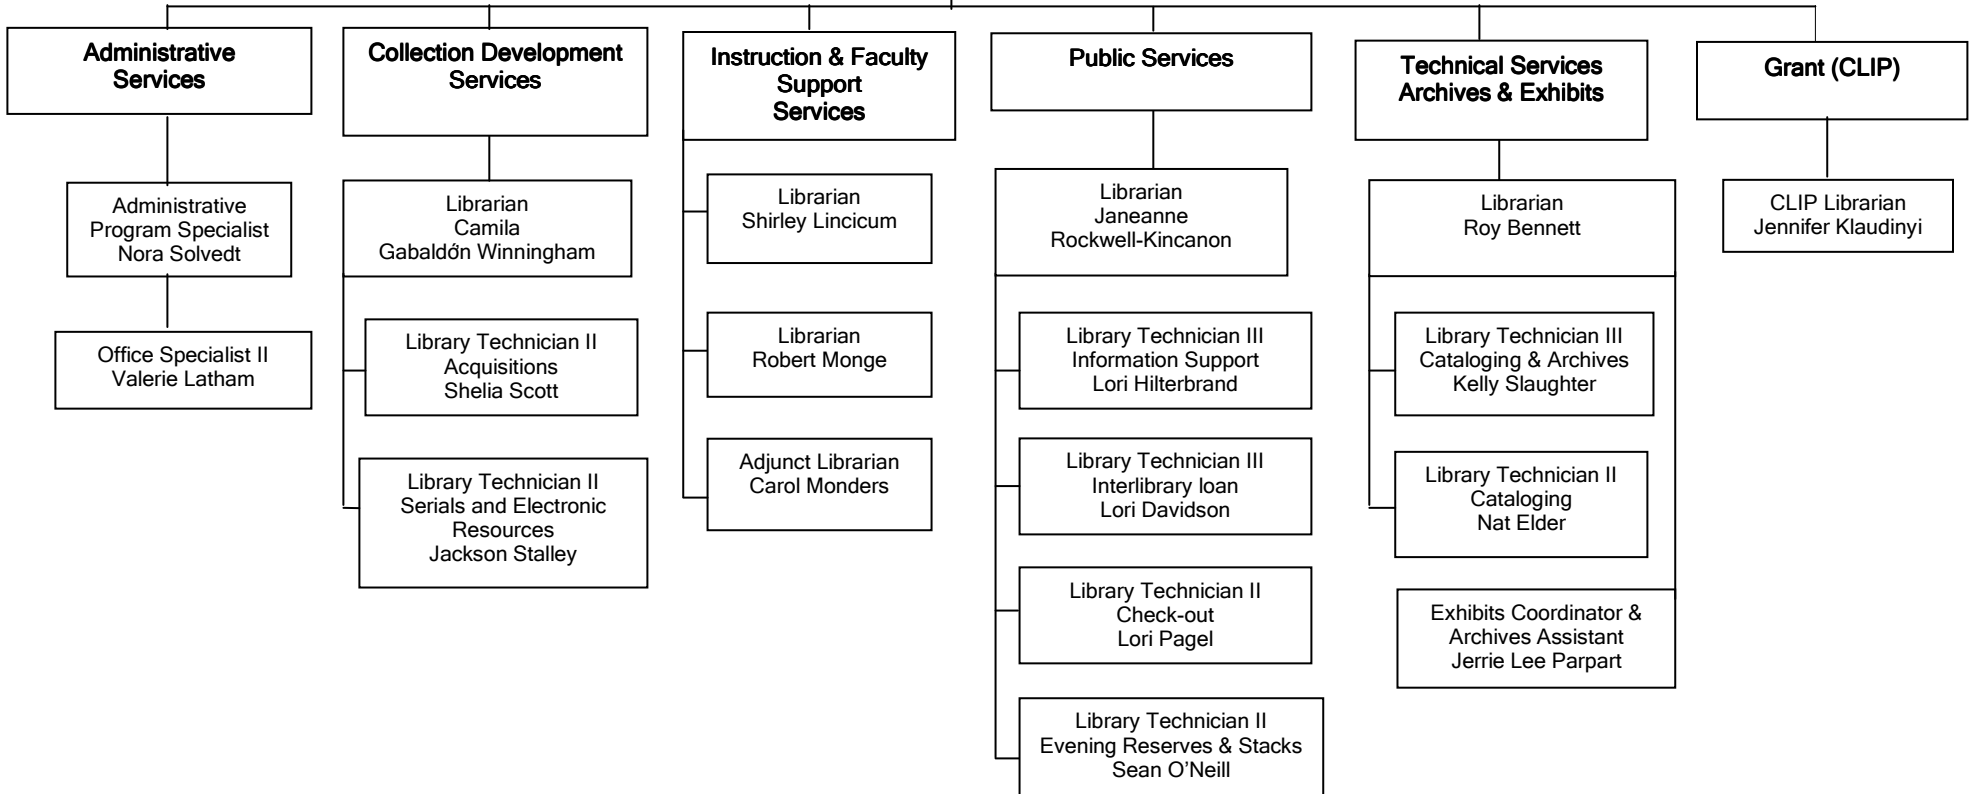 Administrative
Services
Administrative
Program Specialist
Nora Solvedt
Office Specialist II
Valerie Latham
Collection Development
Services
Librarian
Camila
Gabaldón Winningham
Library Technician II
Acquisitions
Shelia Scott
Library Technician II
Serials and Electronic
Resources
Jackson Stalley
Instruction & Faculty
Support
Services
Librarian
Shirley Lincicum
Librarian
Robert Monge
Adjunct Librarian
Carol Monders
Public Services
Librarian
Janeanne
Rockwell-Kincanon
Library Technician III
Information Support
Lori Hilterbrand
Library Technician III
Interlibrary loan
Lori Davidson
Library Technician II
Check-out
Lori Pagel
Library Technician II
Evening Reserves & Stacks
Sean O’Neill
Technical Services
Archives & Exhibits
Librarian
Roy Bennett
Library Technician III
Cataloging & Archives
Kelly Slaughter
Library Technician II
Cataloging
Nat Elder
Exhibits Coordinator &
Archives Assistant
Jerrie Lee Parpart
Grant (CLIP)
CLIP Librarian
Jennifer Klaudinyi